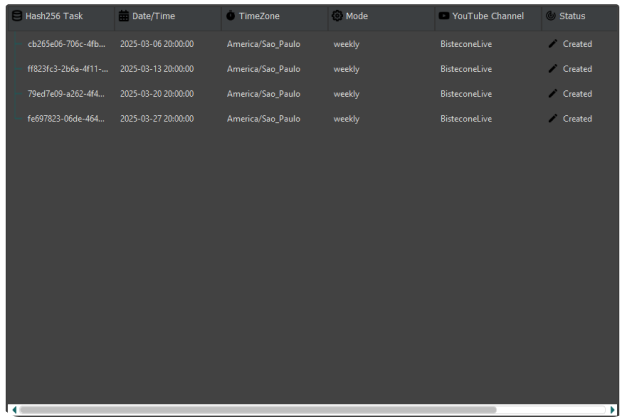 Hash256 Task Date/Time TimeZone Mode YouTube Channel Status
cb265e06-706c-4fb... 2025-03-06 20:00:00 America/Sao_Paulo weekly BisteconeLive Created
ff823fc3-2b6a-4f11-... 2025-03-13 20:00:00 America/Sao_Paulo weekly BisteconeLive Created
79ed7e09-a262-4f4... 2025-03-20 20:00:00 America/Sao_Paulo weekly BisteconeLive Created
fe697823-06de-464... 2025-03-27 20:00:00 America/Sao_Paulo weekly BisteconeLive Created